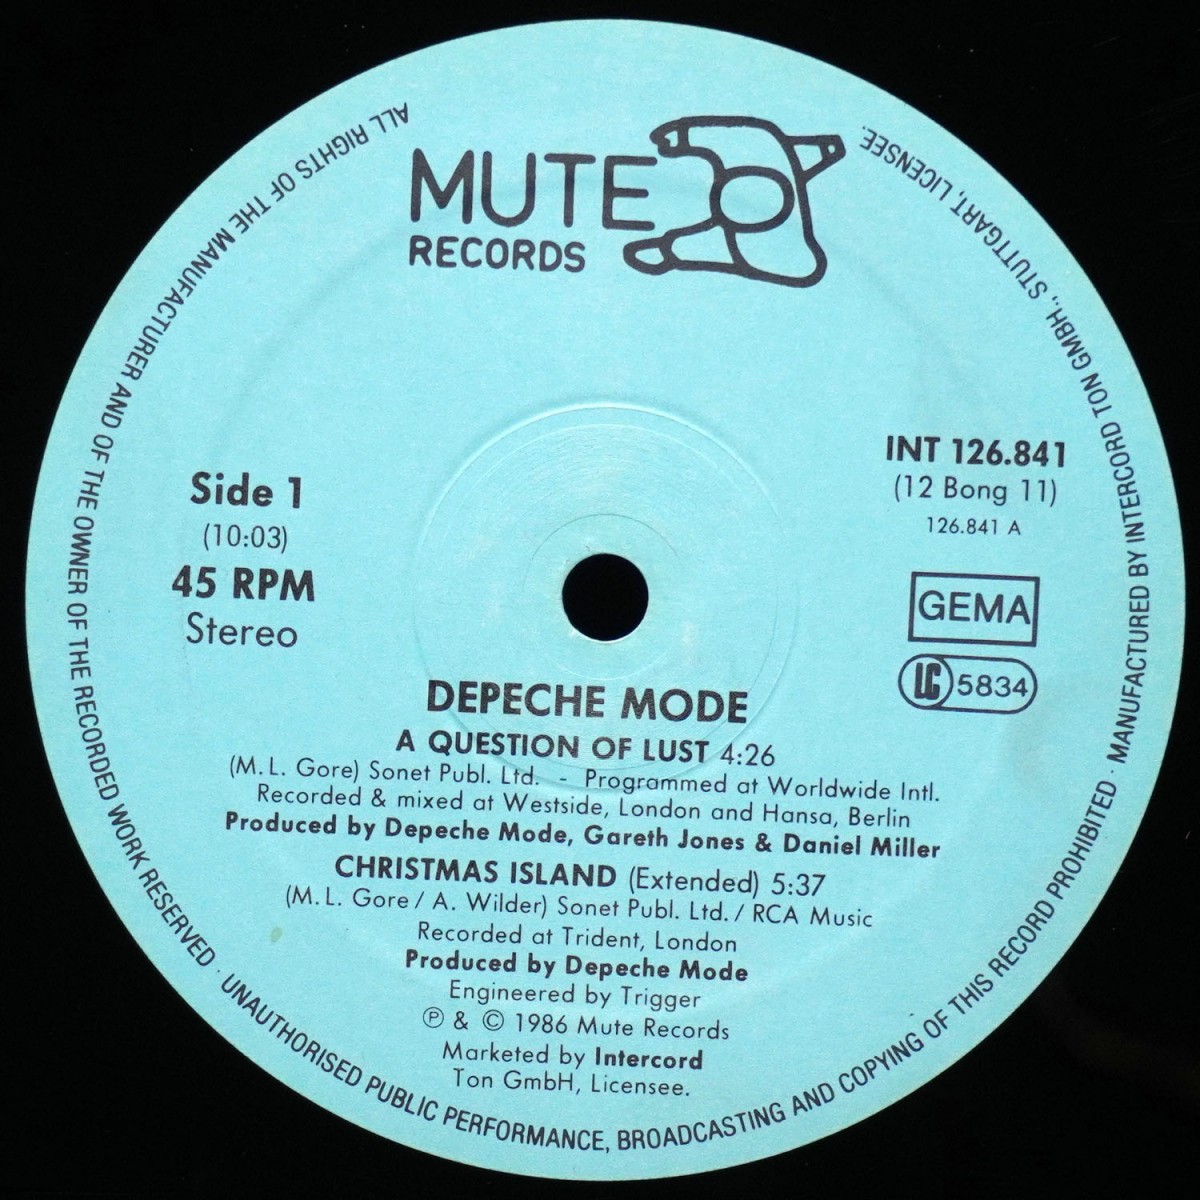 MUTE
RECORDS
Side 1
(10:03)
45 RPM
Stereo
INT 126.841
(12 Bong 11)
126.841 A
GEMA
LC 5834
DEPECHE MODE
A QUESTION OF LUST 4:26
(M. L. Gore) Sonet Publ. Ltd. - Programmed at Worldwide Intl.
Recorded & mixed at Westside, London and Hansa, Berlin
Produced by Depeche Mode, Gareth Jones & Daniel Miller
CHRISTMAS ISLAND (Extended) 5:37
(M. L. Gore / A. Wilder) Sonet Publ. Ltd. / RCA Music
Recorded at Trident, London
Produced by Depeche Mode
Engineered by Trigger
℗ & © 1986 Mute Records
Marketed by Intercord
Ton GmbH, Licensee.
ALL RIGHTS OF THE MANUFACTURER AND OF THE OWNER OF THE RECORDED WORK RESERVED · UNAUTHORISED PUBLIC PERFORMANCE, BROADCASTING AND COPYING OF THIS RECORD PROHIBITED · MANUFACTURED BY INTERCORD TON GMBH., STUTTGART, LICENSEE.